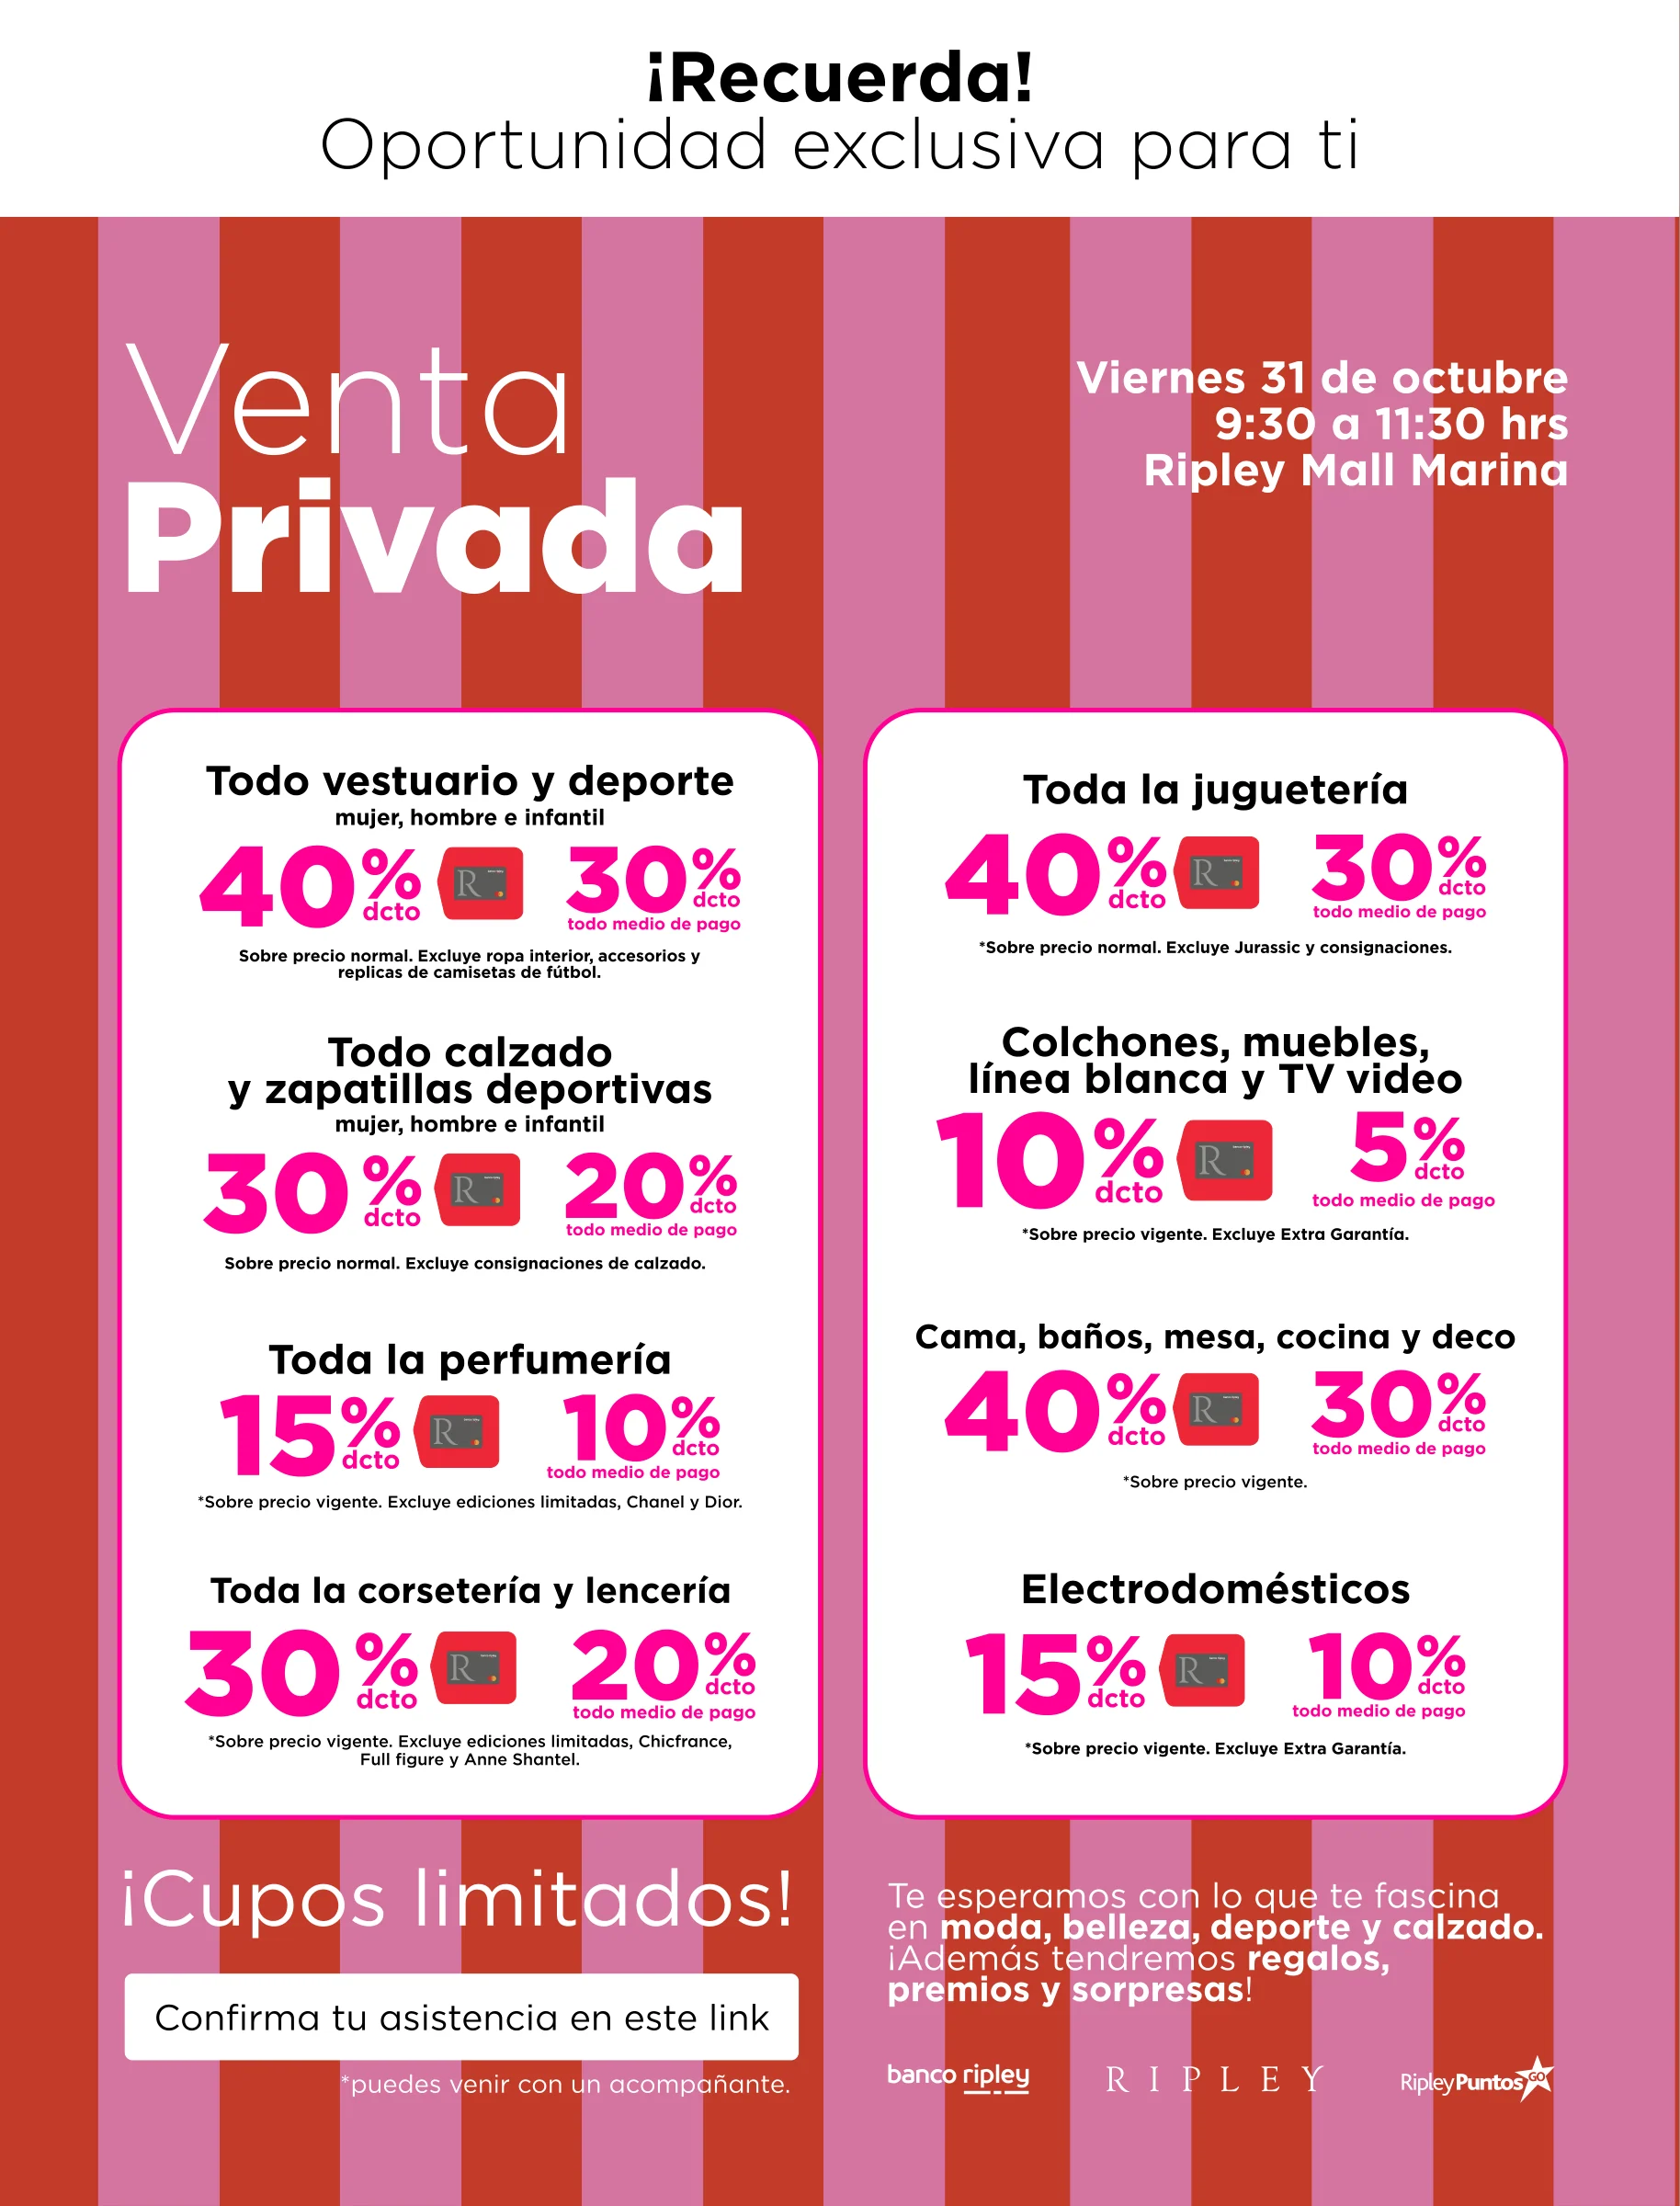 ¡Recuerda!
Oportunidad exclusiva para ti
Venta
Privada
Viernes 31 de octubre
9:30 a 11:30 hrs
Ripley Mall Marina
Todo vestuario y deporte
mujer, hombre e infantil
40% dcto
30% dcto
todo medio de pago
Sobre precio normal. Excluye ropa interior, accesorios y
replicas de camisetas de fútbol.
Todo calzado
y zapatillas deportivas
mujer, hombre e infantil
30% dcto
20% dcto
todo medio de pago
Sobre precio normal. Excluye consignaciones de calzado.
Toda la perfumería
15% dcto
10% dcto
todo medio de pago
*Sobre precio vigente. Excluye ediciones limitadas, Chanel y Dior.
Toda la corsetería y lencería
30% dcto
20% dcto
todo medio de pago
*Sobre precio vigente. Excluye ediciones limitadas, Chicfrance,
Full figure y Anne Shantel.
Toda la juguetería
40% dcto
30% dcto
todo medio de pago
*Sobre precio normal. Excluye Jurassic y consignaciones.
Colchones, muebles,
línea blanca y TV video
10% dcto
5% dcto
todo medio de pago
*Sobre precio vigente. Excluye Extra Garantía.
Cama, baños, mesa, cocina y deco
40% dcto
30% dcto
todo medio de pago
*Sobre precio vigente.
Electrodomésticos
15% dcto
10% dcto
todo medio de pago
*Sobre precio vigente. Excluye Extra Garantía.
¡Cupos limitados!
Confirma tu asistencia en este link
*puedes venir con un acompañante.
Te esperamos con lo que te fascina
en moda, belleza, deporte y calzado.
¡Además tendremos regalos,
premios y sorpresas!
banco ripley
RIPLEY
RipleyPuntos GO